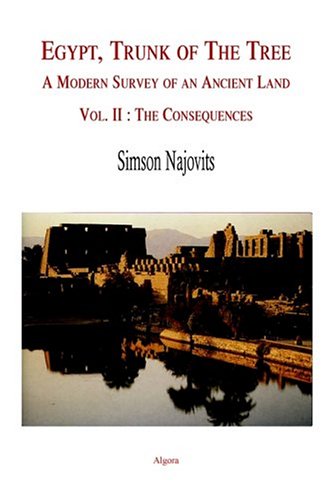 EGYPT, TRUNK OF THE TREE
A MODERN SURVEY OF AN ANCIENT LAND
VOL. II : THE CONSEQUENCES
Simson Najovits
Algora